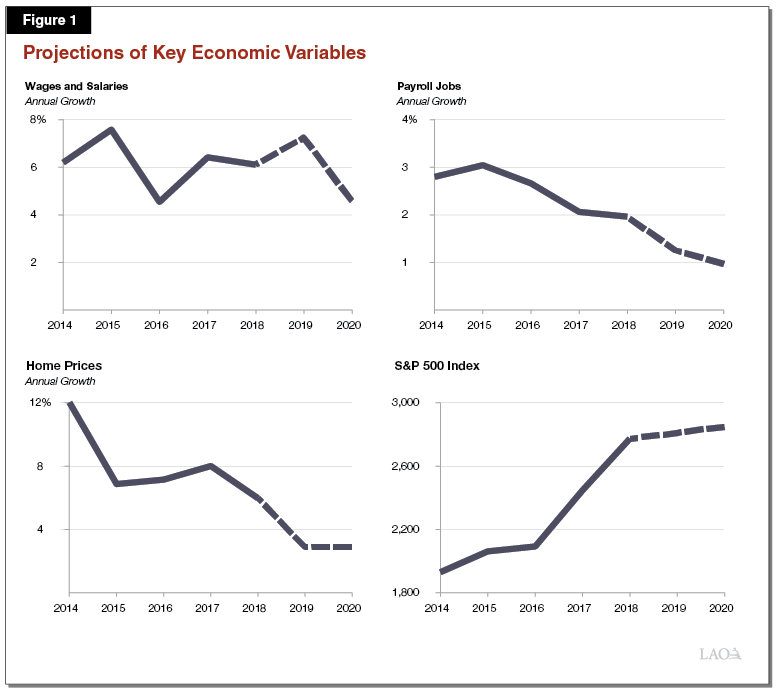 Figure 1
Projections of Key Economic Variables
Wages and Salaries
Annual Growth
8%
6
4
2
2014 2015 2016 2017 2018 2019 2020
Payroll Jobs
Annual Growth
4%
3
2
1
2014 2015 2016 2017 2018 2019 2020
Home Prices
Annual Growth
12%
8
4
2014 2015 2016 2017 2018 2019 2020
S&P 500 Index
3,000
2,600
2,200
1,800
2014 2015 2016 2017 2018 2019 2020
LAO